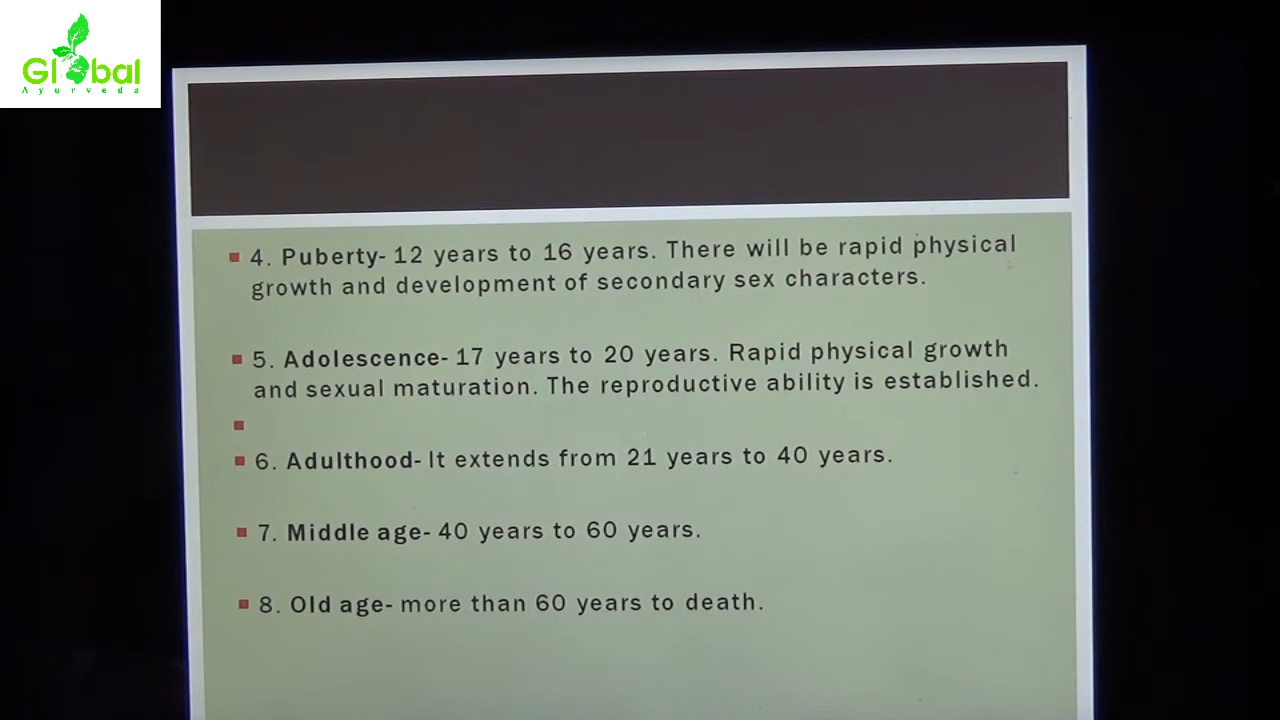 Global
Ayurveda
4. Puberty- 12 years to 16 years. There will be rapid physical
growth and development of secondary sex characters.
5. Adolescence- 17 years to 20 years. Rapid physical growth
and sexual maturation. The reproductive ability is established.
6. Adulthood- It extends from 21 years to 40 years.
7. Middle age- 40 years to 60 years.
8. Old age- more than 60 years to death.